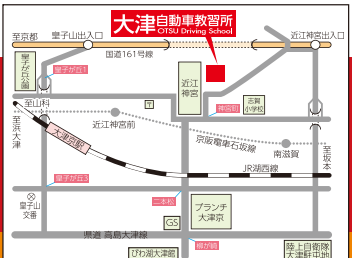 大津自動車教習所
OTSU Driving School
至京都
皇子山出入口
近江神宮出入口
国道161号線
皇子が丘公園
皇子が丘1
近江神宮
神宮町
志賀小学校
〒
至山科
至浜大津
近江神宮前
大津京駅
京阪電車石坂線
南滋賀
至坂本
JR湖西線
皇子が丘3
皇子山交番
二本松
ブランチ大津京
GS
県道 高島大津線
柳が崎
びわ湖大津館
陸上自衛隊
大津駐屯地